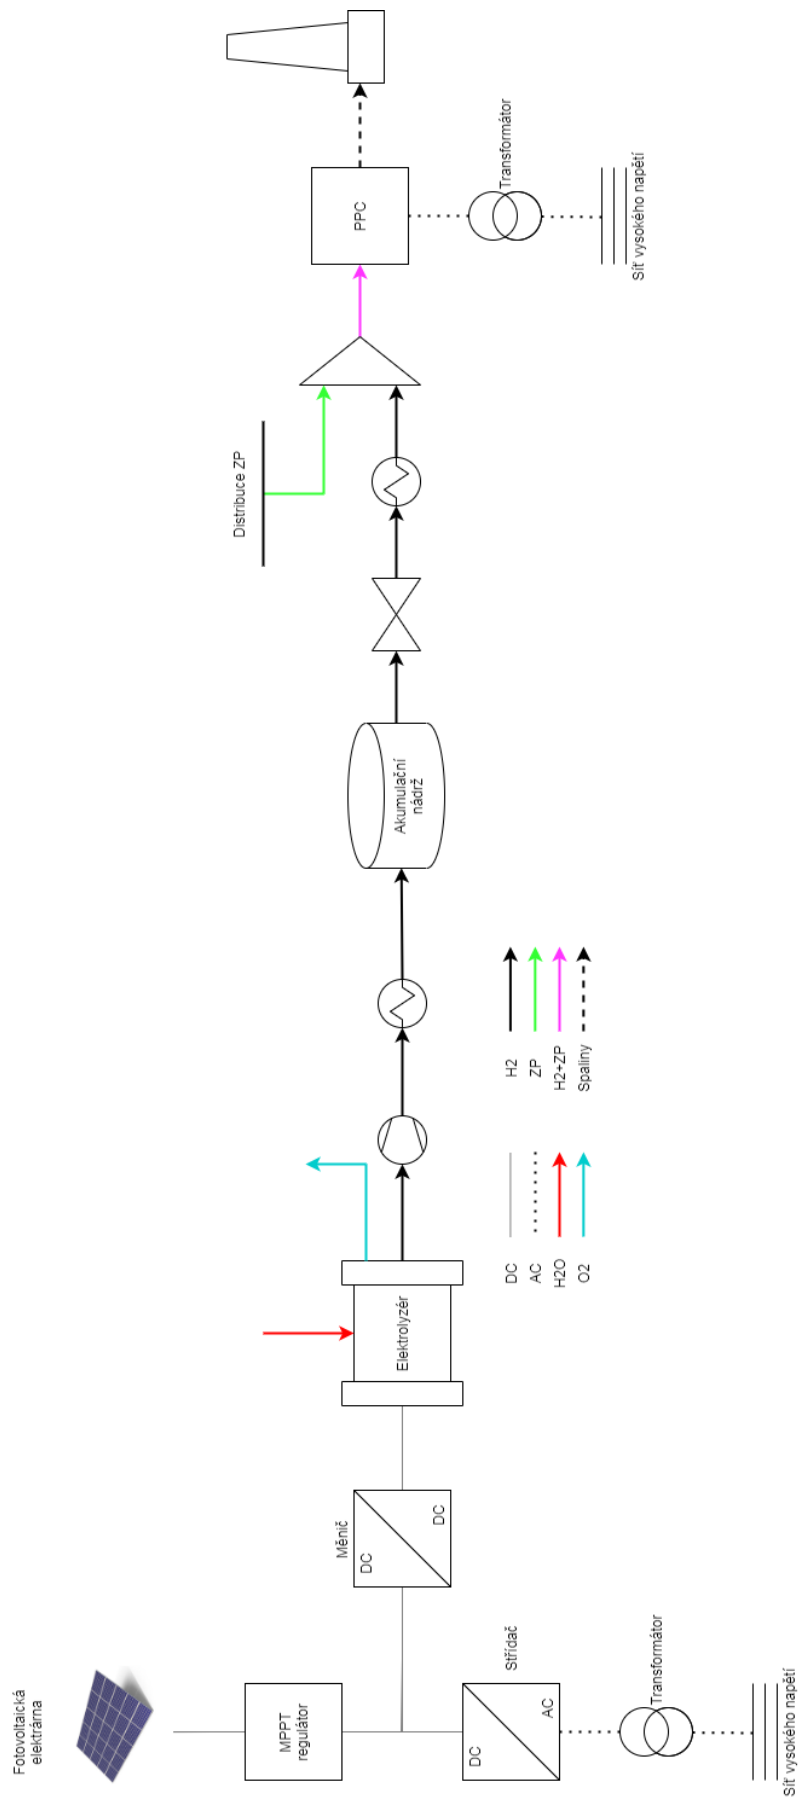 Fotovoltaická
elektrárna
MPPT
regulátor
Střídač
DC
AC
Transformátor
Síť vysokého napětí
Měnič
DC
DC
Elektrolyzér
Akumulační
nádrž
Distribuce ZP
PPC
Transformátor
Síť vysokého napětí
DC
AC
H2O
O2
H2
ZP
H2+ZP
Spaliny